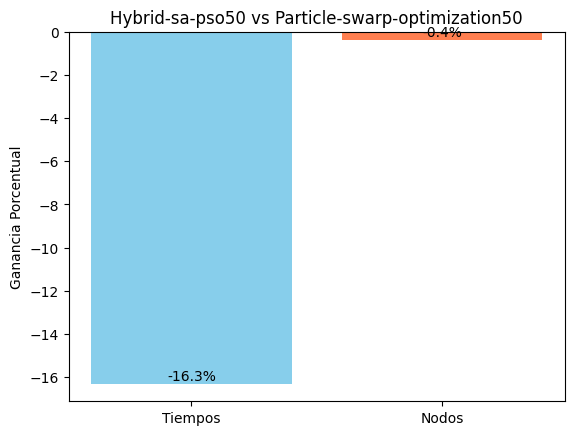 Hybrid-sa-pso50 vs Particle-swarp-optimization50
Ganancia Porcentual
0
−2
−4
−6
−8
−10
−12
−14
−16
-0.4%
-16.3%
Tiempos
Nodos